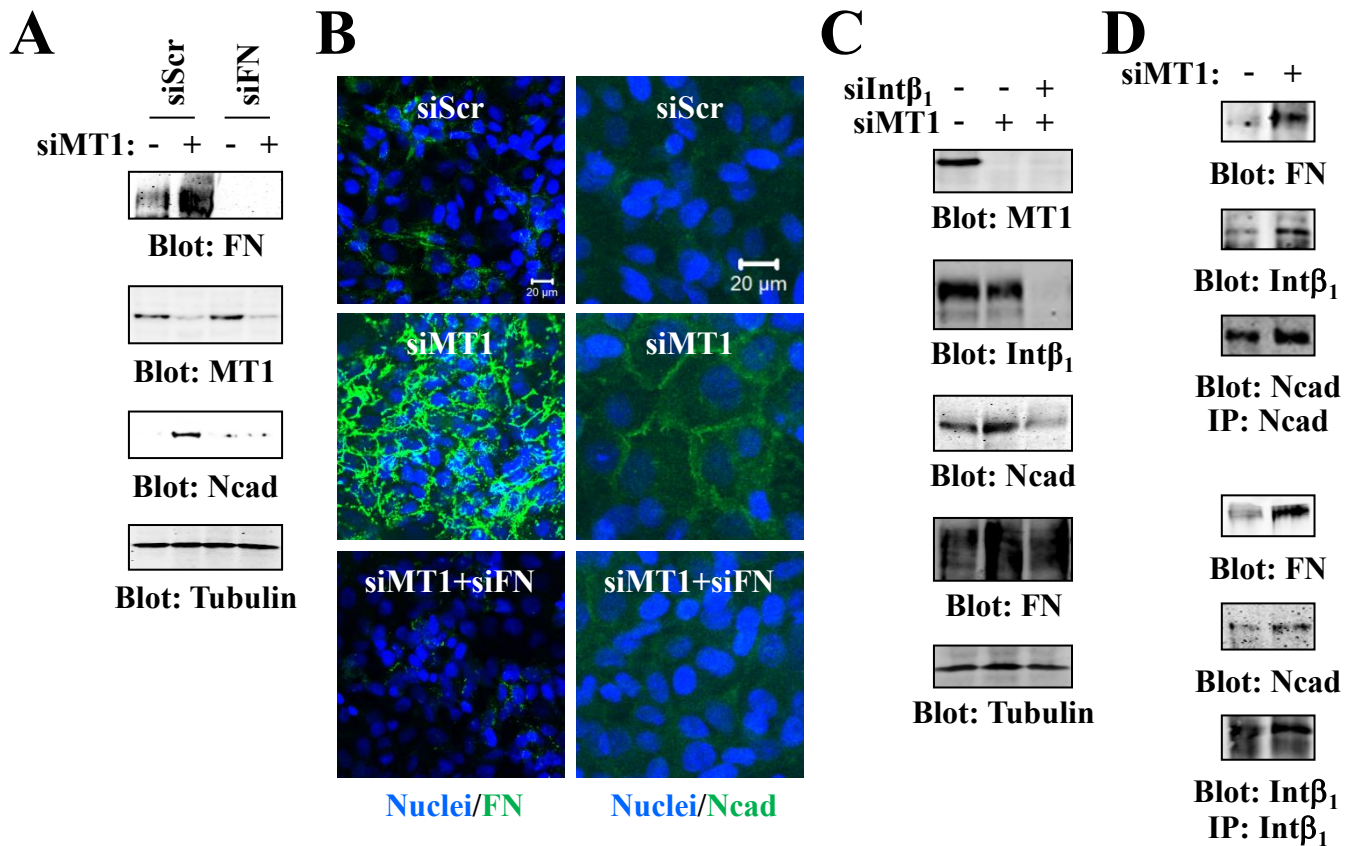 A
siScr
siFN
siMT1: - + - +
Blot: FN
Blot: MT1
Blot: Ncad
Blot: Tubulin
B
siScr
20 μm
siScr
20 μm
siMT1
siMT1
siMT1+siFN
siMT1+siFN
Nuclei/FN
Nuclei/Ncad
C
siIntβ1 - - +
siMT1 - + +
Blot: MT1
Blot: Intβ1
Blot: Ncad
Blot: FN
Blot: Tubulin
D
siMT1: - +
Blot: FN
Blot: Intβ1
Blot: Ncad
IP: Ncad
Blot: FN
Blot: Ncad
Blot: Intβ1
IP: Intβ1